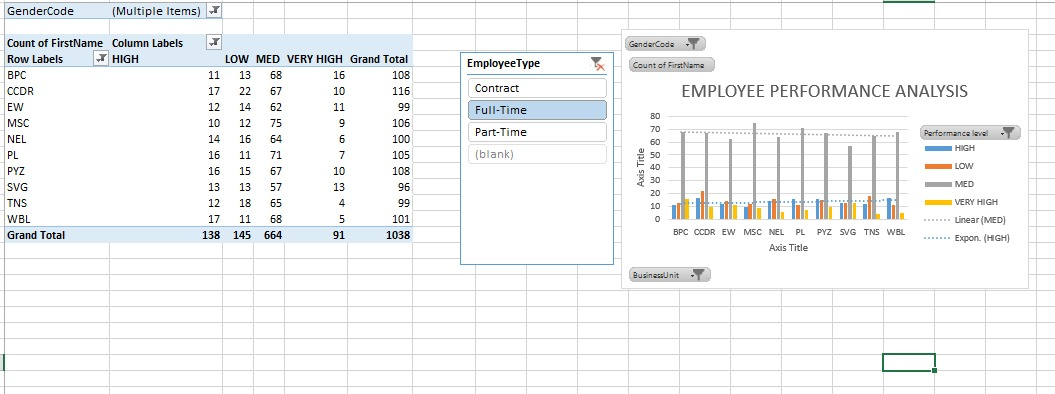 GenderCode (Multiple Items)
Count of FirstName Column Labels
Row Labels HIGH LOW MED VERY HIGH Grand Total
BPC 11 13 68 16 108
CCDR 17 22 67 10 116
EW 12 14 62 11 99
MSC 10 12 75 9 106
NEL 14 16 64 6 100
PL 16 11 71 7 105
PYZ 16 15 67 10 108
SVG 13 13 57 13 96
TNS 12 18 65 4 99
WBL 17 11 68 5 101
Grand Total 138 145 664 91 1038
EmployeeType
Contract
Full-Time
Part-Time
(blank)
GenderCode
Count of FirstName
EMPLOYEE PERFORMANCE ANALYSIS
Axis Title
80
70
60
50
40
30
20
10
0
BPC CCDR EW MSC NEL PL PYZ SVG TNS WBL
Axis Title
Performance level
HIGH
LOW
MED
VERY HIGH
Linear (MED)
Expon. (HIGH)
BusinessUnit